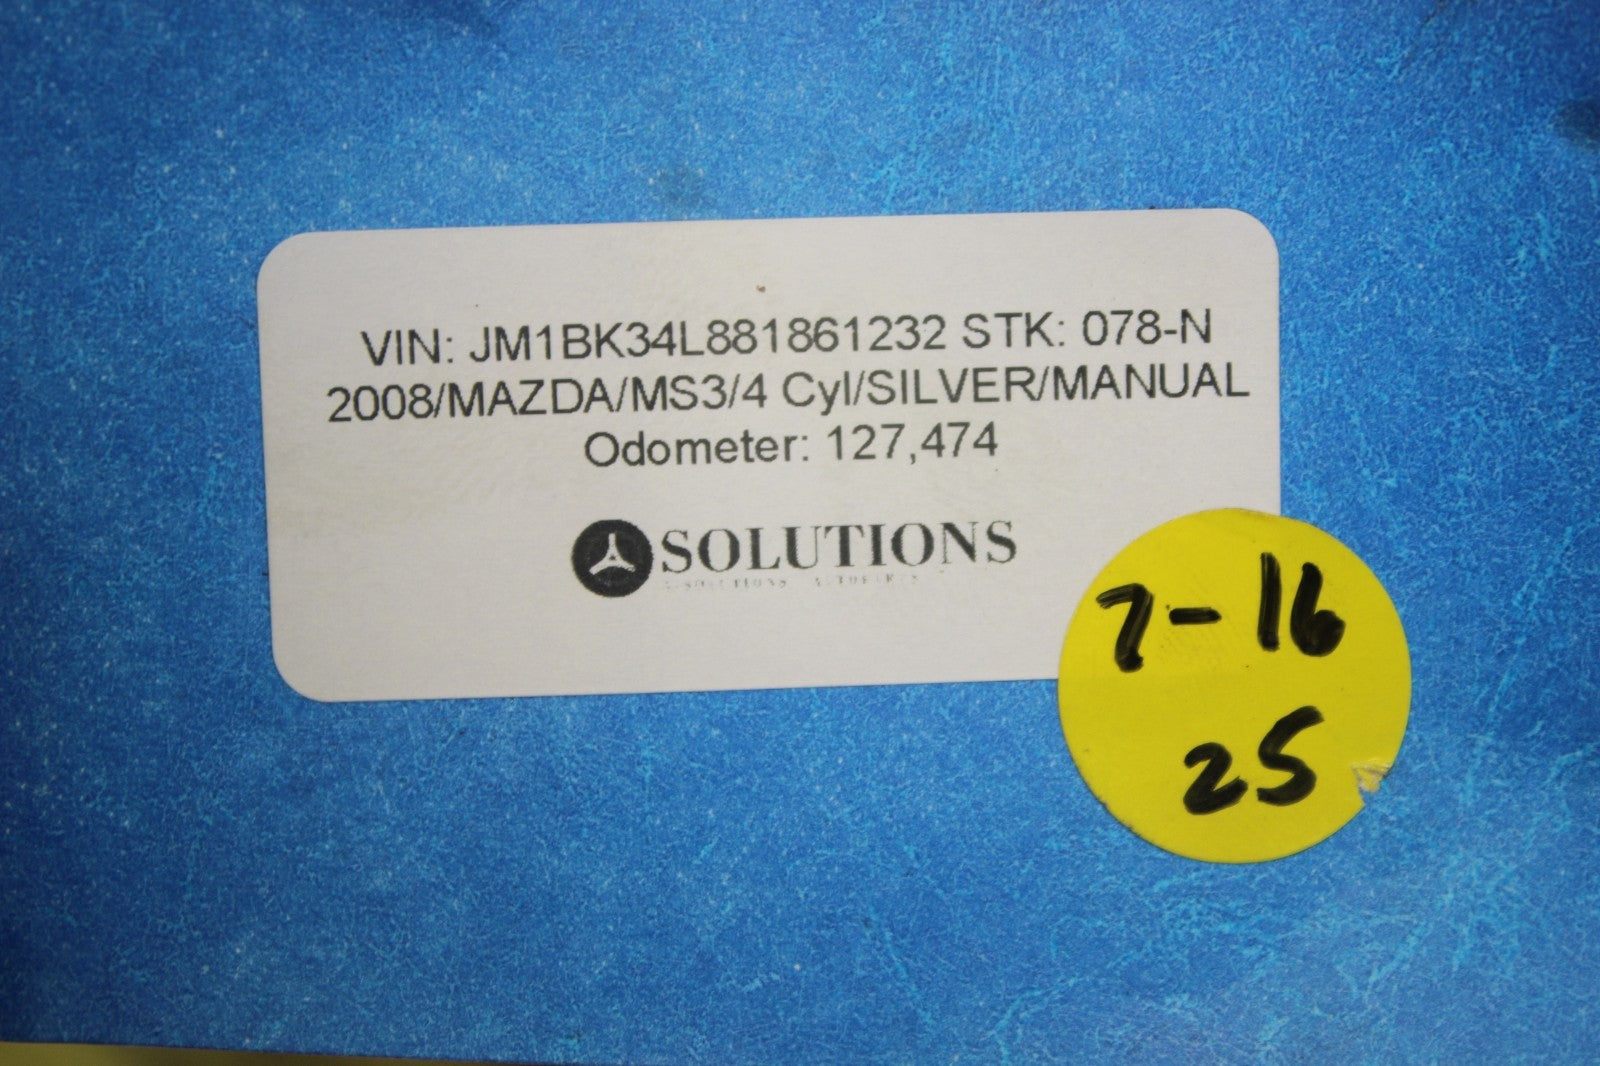 VIN: JM1BK34L881861232 STK: 078-N
2008/MAZDA/MS3/4 Cyl/SILVER/MANUAL
Odometer: 127,474
SOLUTIONS
7-16
25